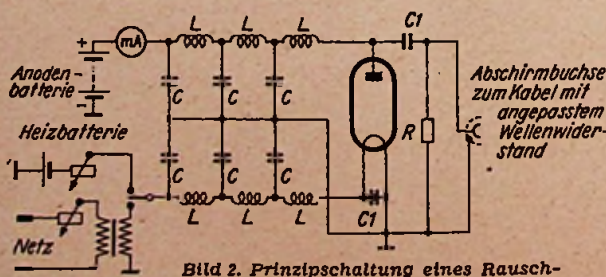 L L L C1
+ mA
Anoden-
batterie
C C C
Heizbatterie
Abschirmbuchse
zum Kabel mit
angepasstem
Wellenwider-
stand
R
C C C
L L L
C1
Netz
Bild 2. Prinzipschaltung eines Rausch-